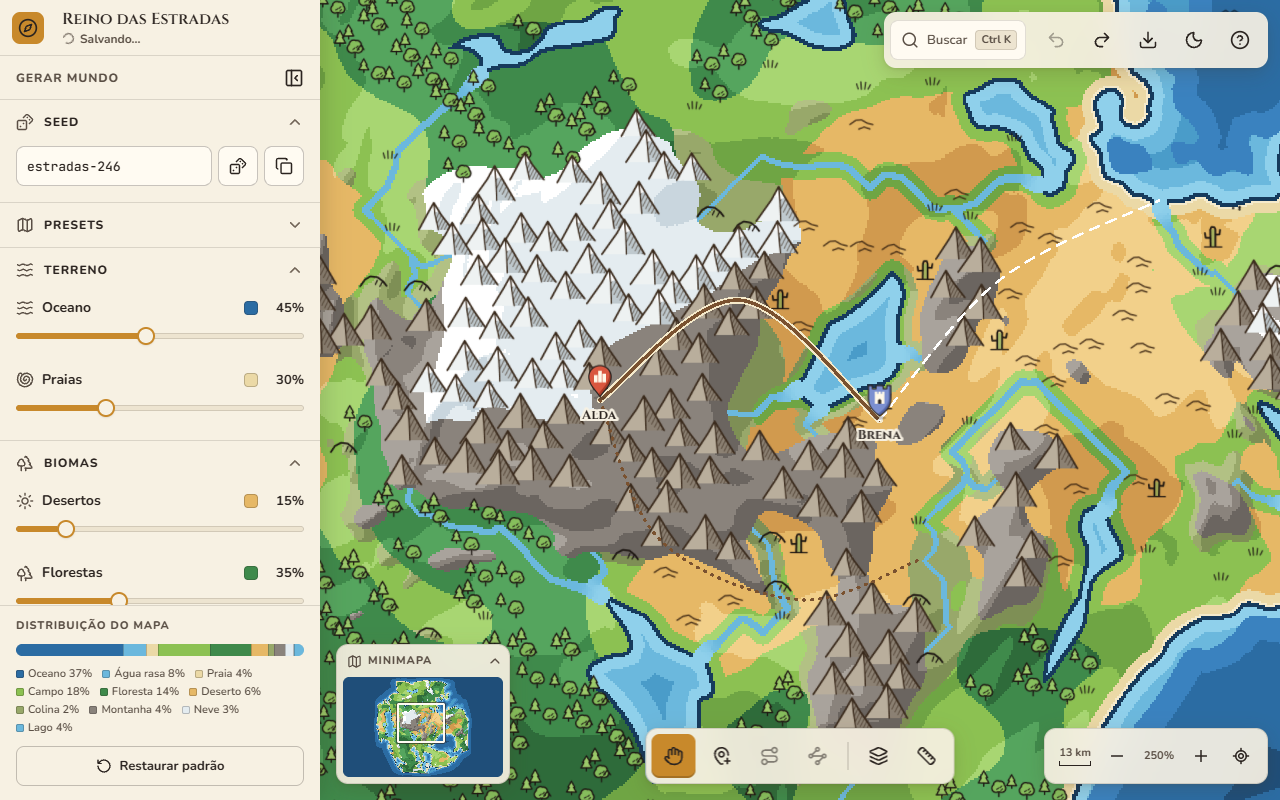 Reino das Estradas
Salvando...
GERAR MUNDO
SEED
estradas-246
PRESETS
TERRENO
Oceano 45%
Praias 30%
BIOMAS
Desertos 15%
Florestas 35%
DISTRIBUIÇÃO DO MAPA
Oceano 37% Água rasa 8% Praia 4%
Campo 18% Floresta 14% Deserto 6%
Colina 2% Montanha 4% Neve 3%
Lago 4%
Restaurar padrão
Buscar Ctrl K
ALDA
BRENA
MINIMAPA
13 km
250%